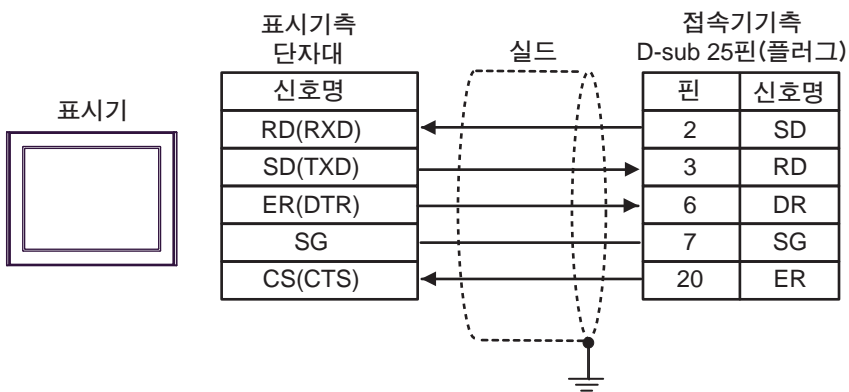 표시기
표시기측
단자대
신호명
RD(RXD)
SD(TXD)
ER(DTR)
SG
CS(CTS)
실드
접속기기측
D-sub 25핀(플러그)
핀 신호명
2 SD
3 RD
6 DR
7 SG
20 ER